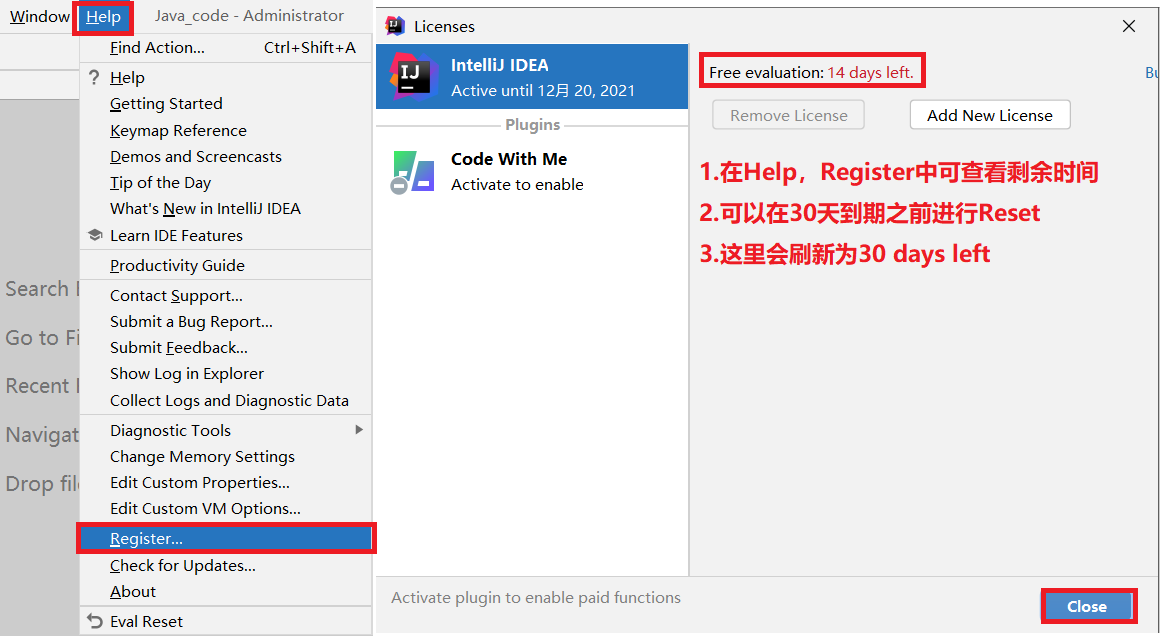 Window
Help
Java_code - Administrator
Find Action...
Ctrl+Shift+A
? Help
Getting Started
Keymap Reference
Demos and Screencasts
Tip of the Day
What's New in IntelliJ IDEA
Learn IDE Features
Productivity Guide
Contact Support...
Submit a Bug Report...
Submit Feedback...
Show Log in Explorer
Collect Logs and Diagnostic Data
Diagnostic Tools
Change Memory Settings
Edit Custom Properties...
Edit Custom VM Options...
Register...
Check for Updates...
About
Eval Reset
Search
Go to Fi
Recent
Navigat
Drop file
Licenses
IJ
IntelliJ IDEA
Active until 12月 20, 2021
Plugins
Code With Me
Activate to enable
Free evaluation: 14 days left.
Bu
Remove License
Add New License
1.在Help，Register中可查看剩余时间
2.可以在30天到期之前进行Reset
3.这里会刷新为30 days left
Activate plugin to enable paid functions
Close